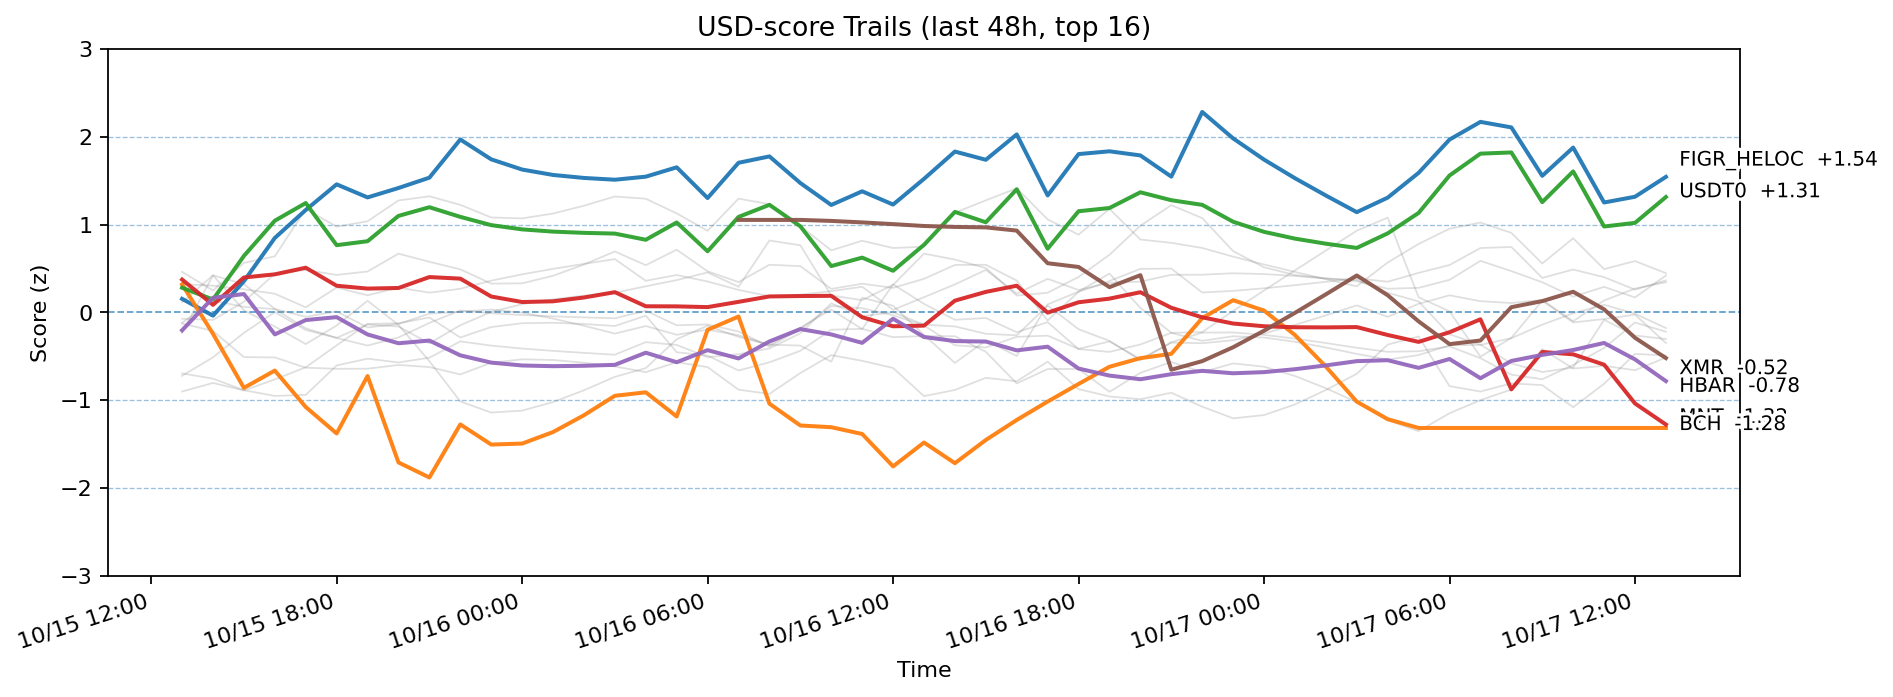 USD-score Trails (last 48h, top 16)
3
2
1
0
−1
−2
−3
Score (z)
FIGR_HELOC +1.54
USDT0 +1.31
XMR -0.52
HBAR -0.78
BCH -1.28
10/15 12:00
10/15 18:00
10/16 00:00
10/16 06:00
10/16 12:00
10/16 18:00
10/17 00:00
10/17 06:00
10/17 12:00
Time